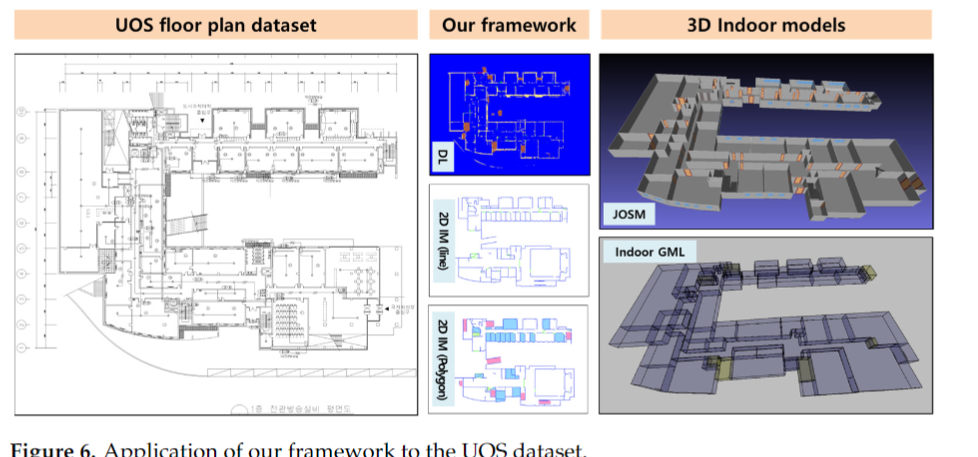 UOS floor plan dataset
Our framework
3D Indoor models
DL
2D IM (line)
2D IM (Polygon)
JOSM
Indoor GML
1층 전관방송설비 평면도
Figure 6. Application of our framework to the UOS dataset.